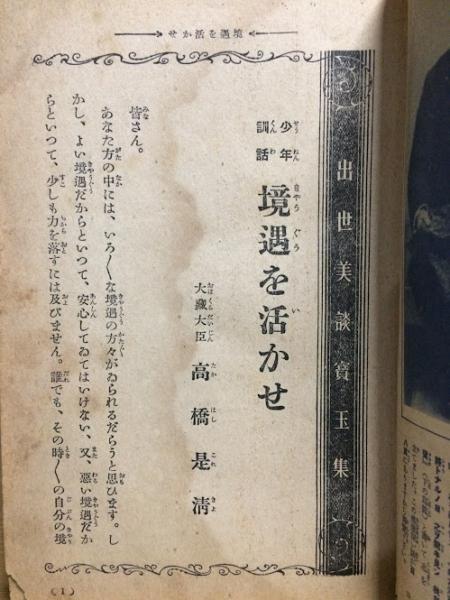 境遇を活かせ
出世美談寳玉集
少年訓話
境遇を活かせ
大藏大臣 高橋是淸
皆さん。
あなた方の中には、いろ〱な境遇の方々がゐられるだらうと思ひます。し
かし、よい境遇だからといつて、安心してゐてはいけない、又、悪い境遇だか
らといつて、少しも力を落すには及びません。誰でも、その時〱の自分の境
(1)